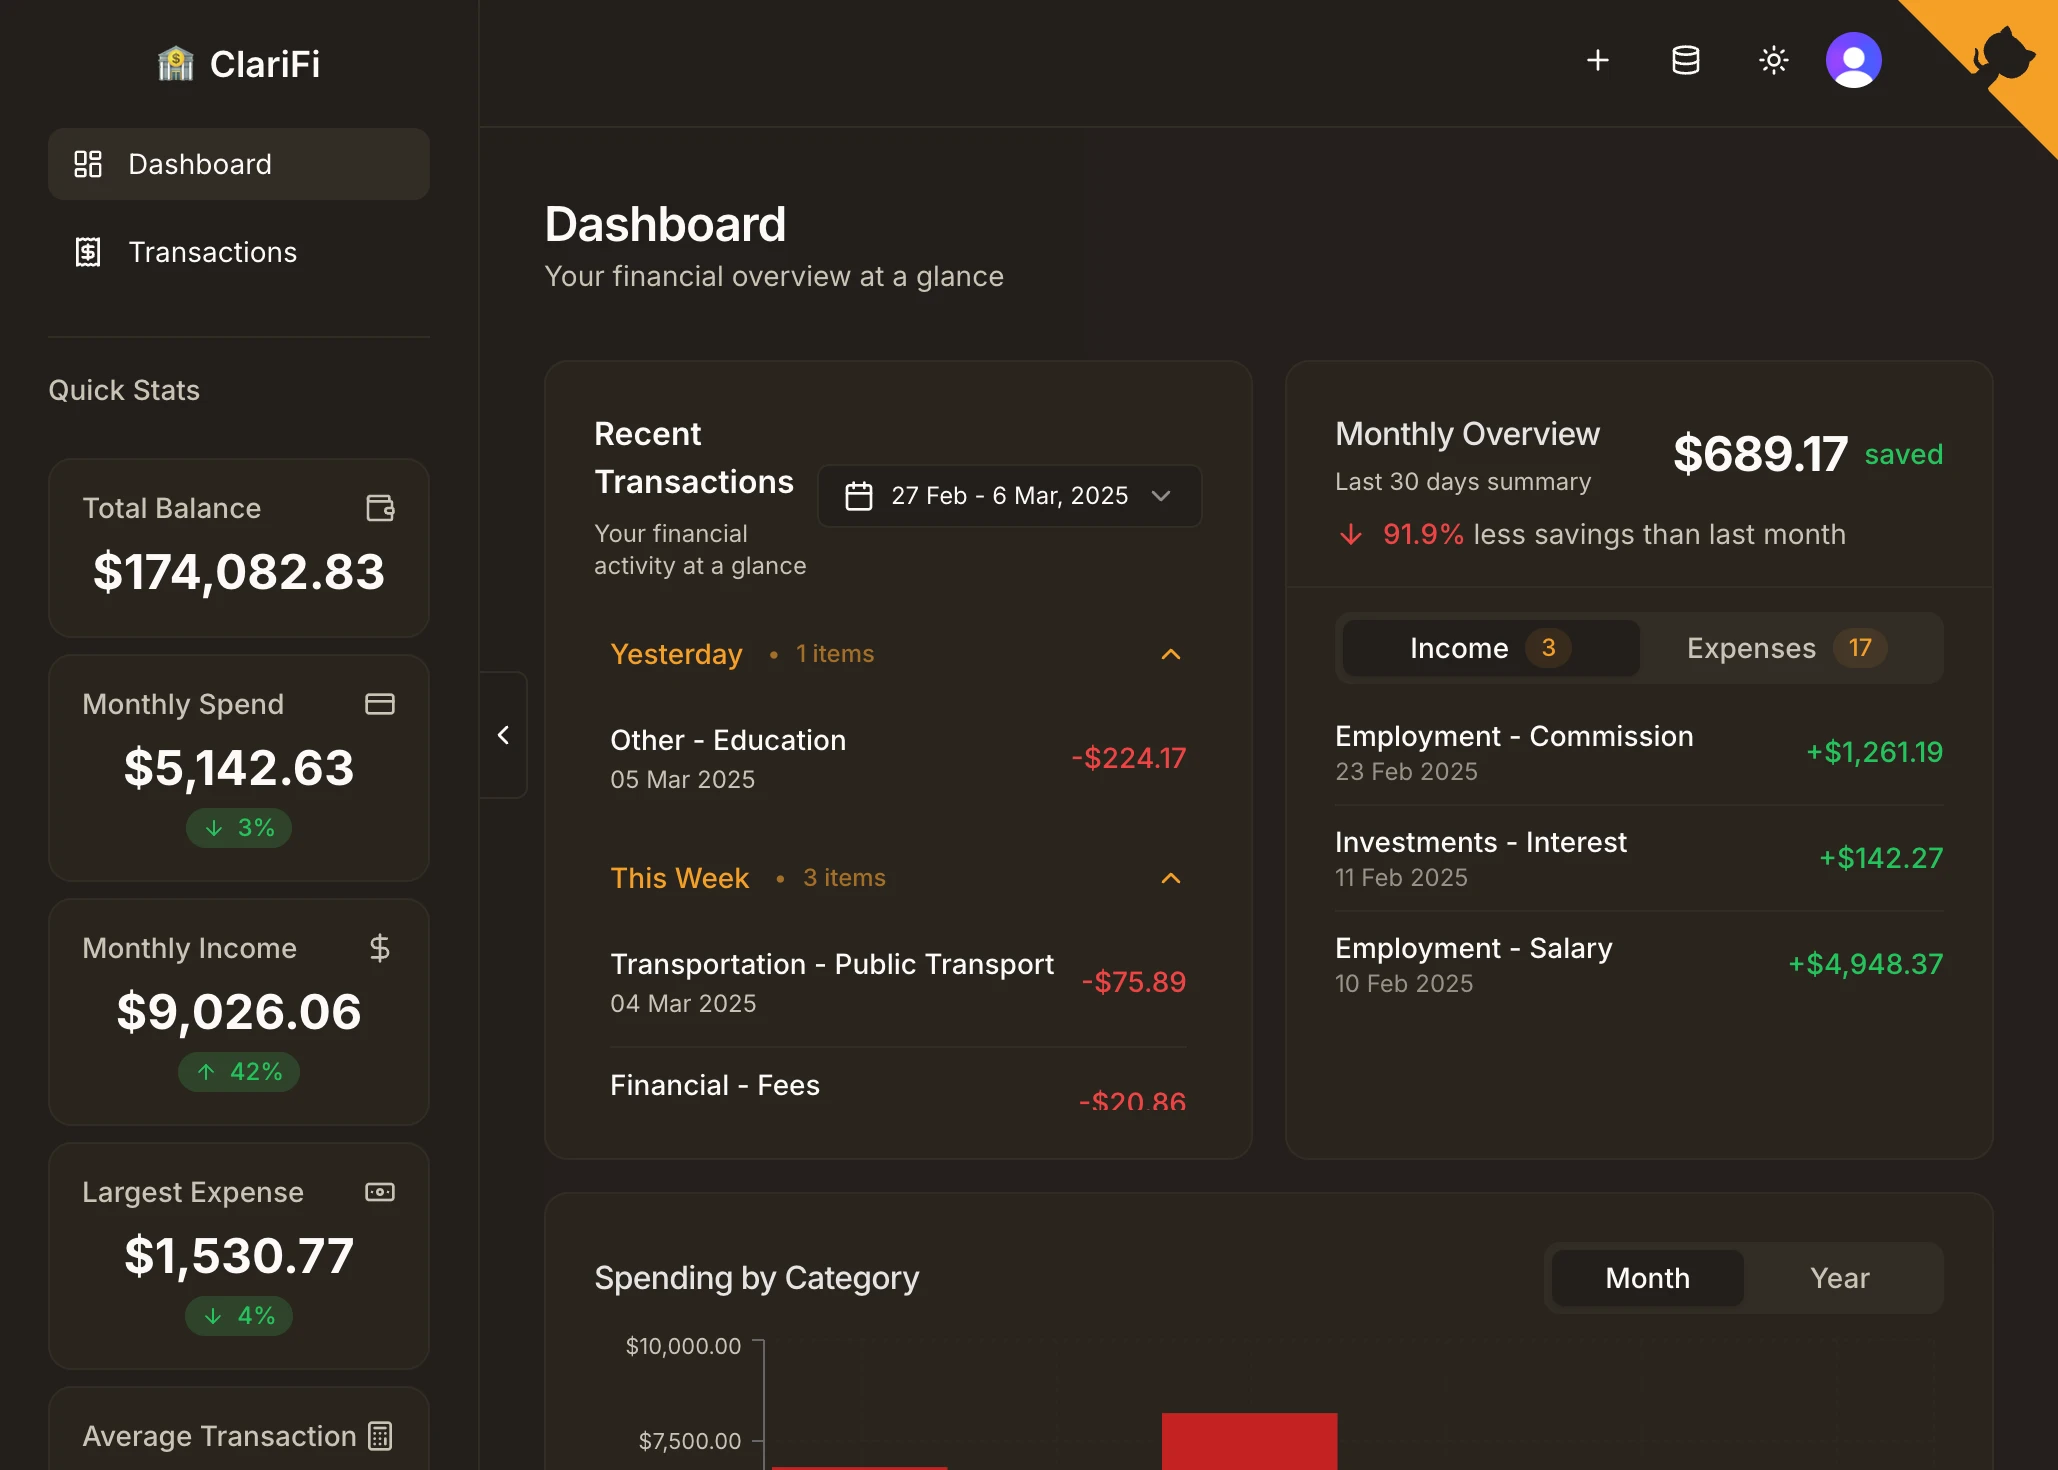 ClariFi
Dashboard
Transactions
Quick Stats
Total Balance
$174,082.83
Monthly Spend
$5,142.63
3%
Monthly Income
$9,026.06
42%
Largest Expense
$1,530.77
4%
Average Transaction
Dashboard
Your financial overview at a glance
Recent
Transactions
Your financial
activity at a glance
27 Feb - 6 Mar, 2025
Yesterday • 1 items
Other - Education
05 Mar 2025
-$224.17
This Week • 3 items
Transportation - Public Transport
04 Mar 2025
-$75.89
Financial - Fees
-$20.86
Monthly Overview
Last 30 days summary
$689.17 saved
91.9% less savings than last month
Income 3
Expenses 17
Employment - Commission
23 Feb 2025
+$1,261.19
Investments - Interest
11 Feb 2025
+$142.27
Employment - Salary
10 Feb 2025
+$4,948.37
Spending by Category
Month
Year
$10,000.00
$7,500.00